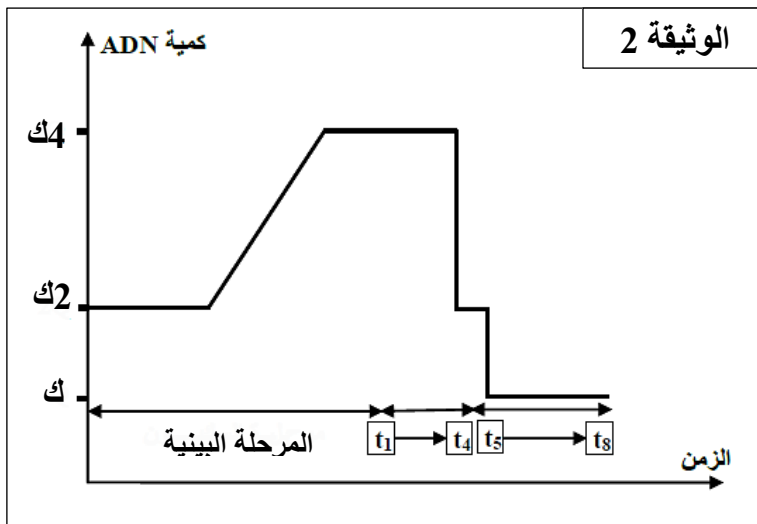 الوثيقة 2
كمية ADN
4ك
2ك
ك
المرحلة البينية
t1 t4 t5 t8
الزمن